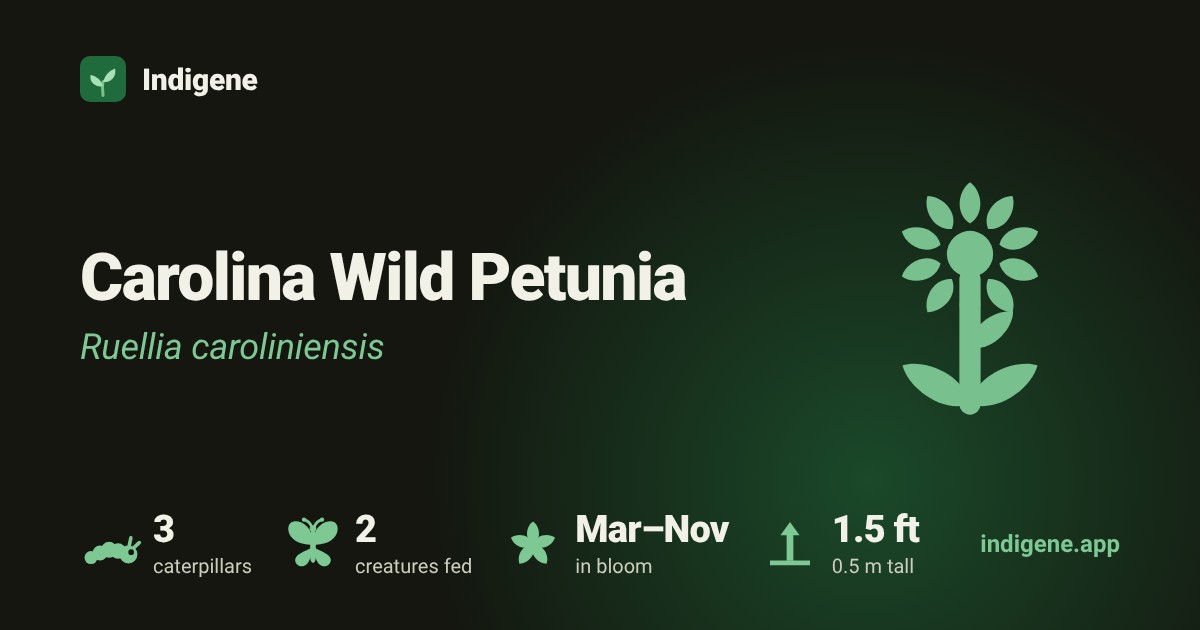 Indigene
Carolina Wild Petunia
Ruellia caroliniensis
3
caterpillars
2
creatures fed
Mar–Nov
in bloom
1.5 ft
0.5 m tall
indigene.app